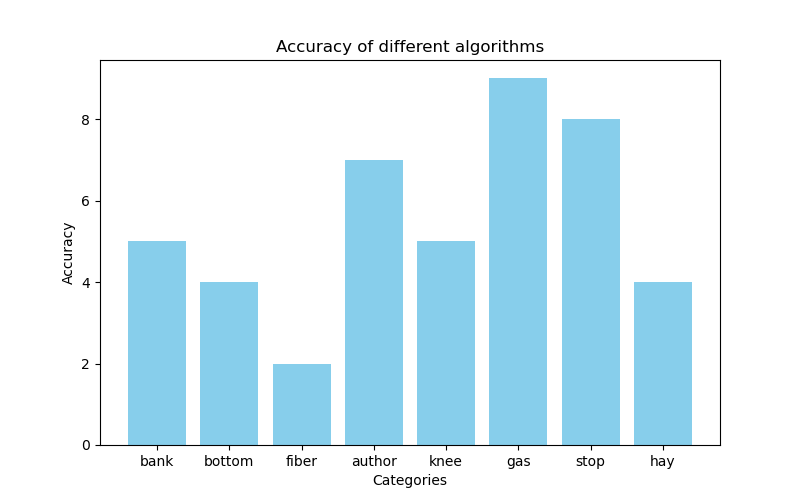 Accuracy of different algorithms
Accuracy
8
6
4
2
0
bank bottom fiber author knee gas stop hay
Categories